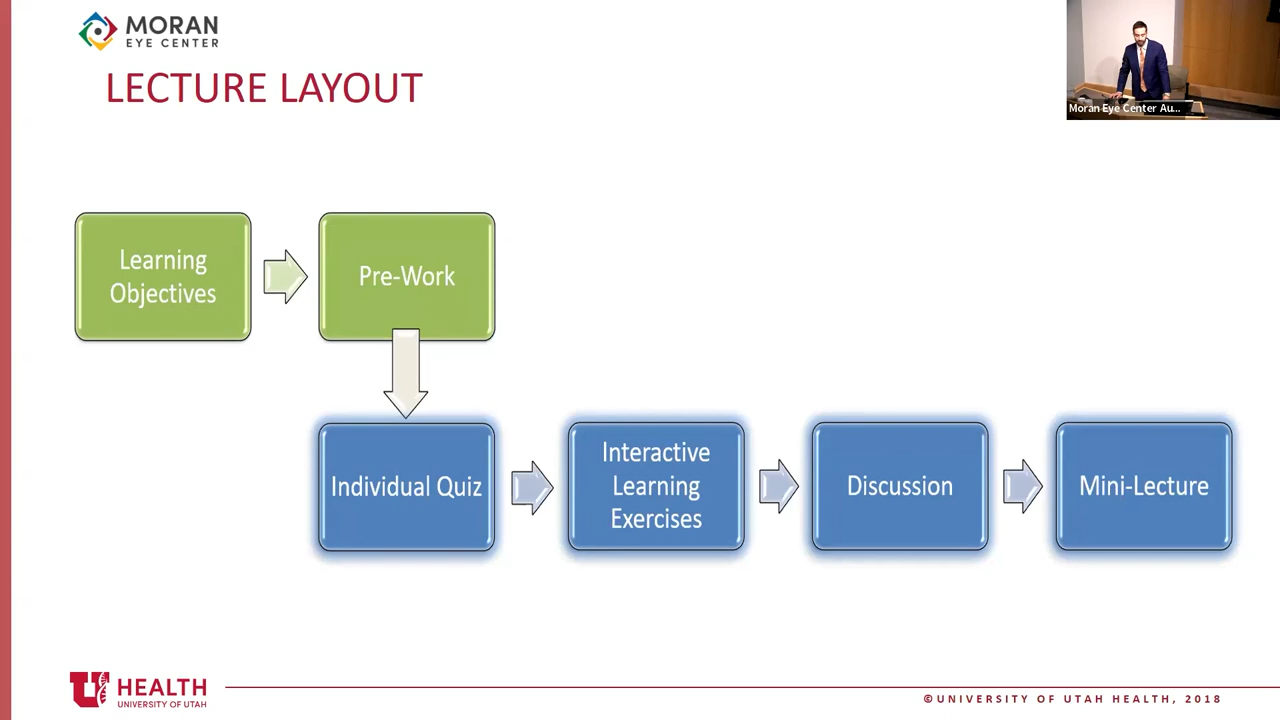 MORAN
EYE CENTER
LECTURE LAYOUT
Moran Eye Center Au...
Learning
Objectives
Pre-Work
Individual Quiz
Interactive
Learning
Exercises
Discussion
Mini-Lecture
U HEALTH
UNIVERSITY OF UTAH
©UNIVERSITY OF UTAH HEALTH, 2018